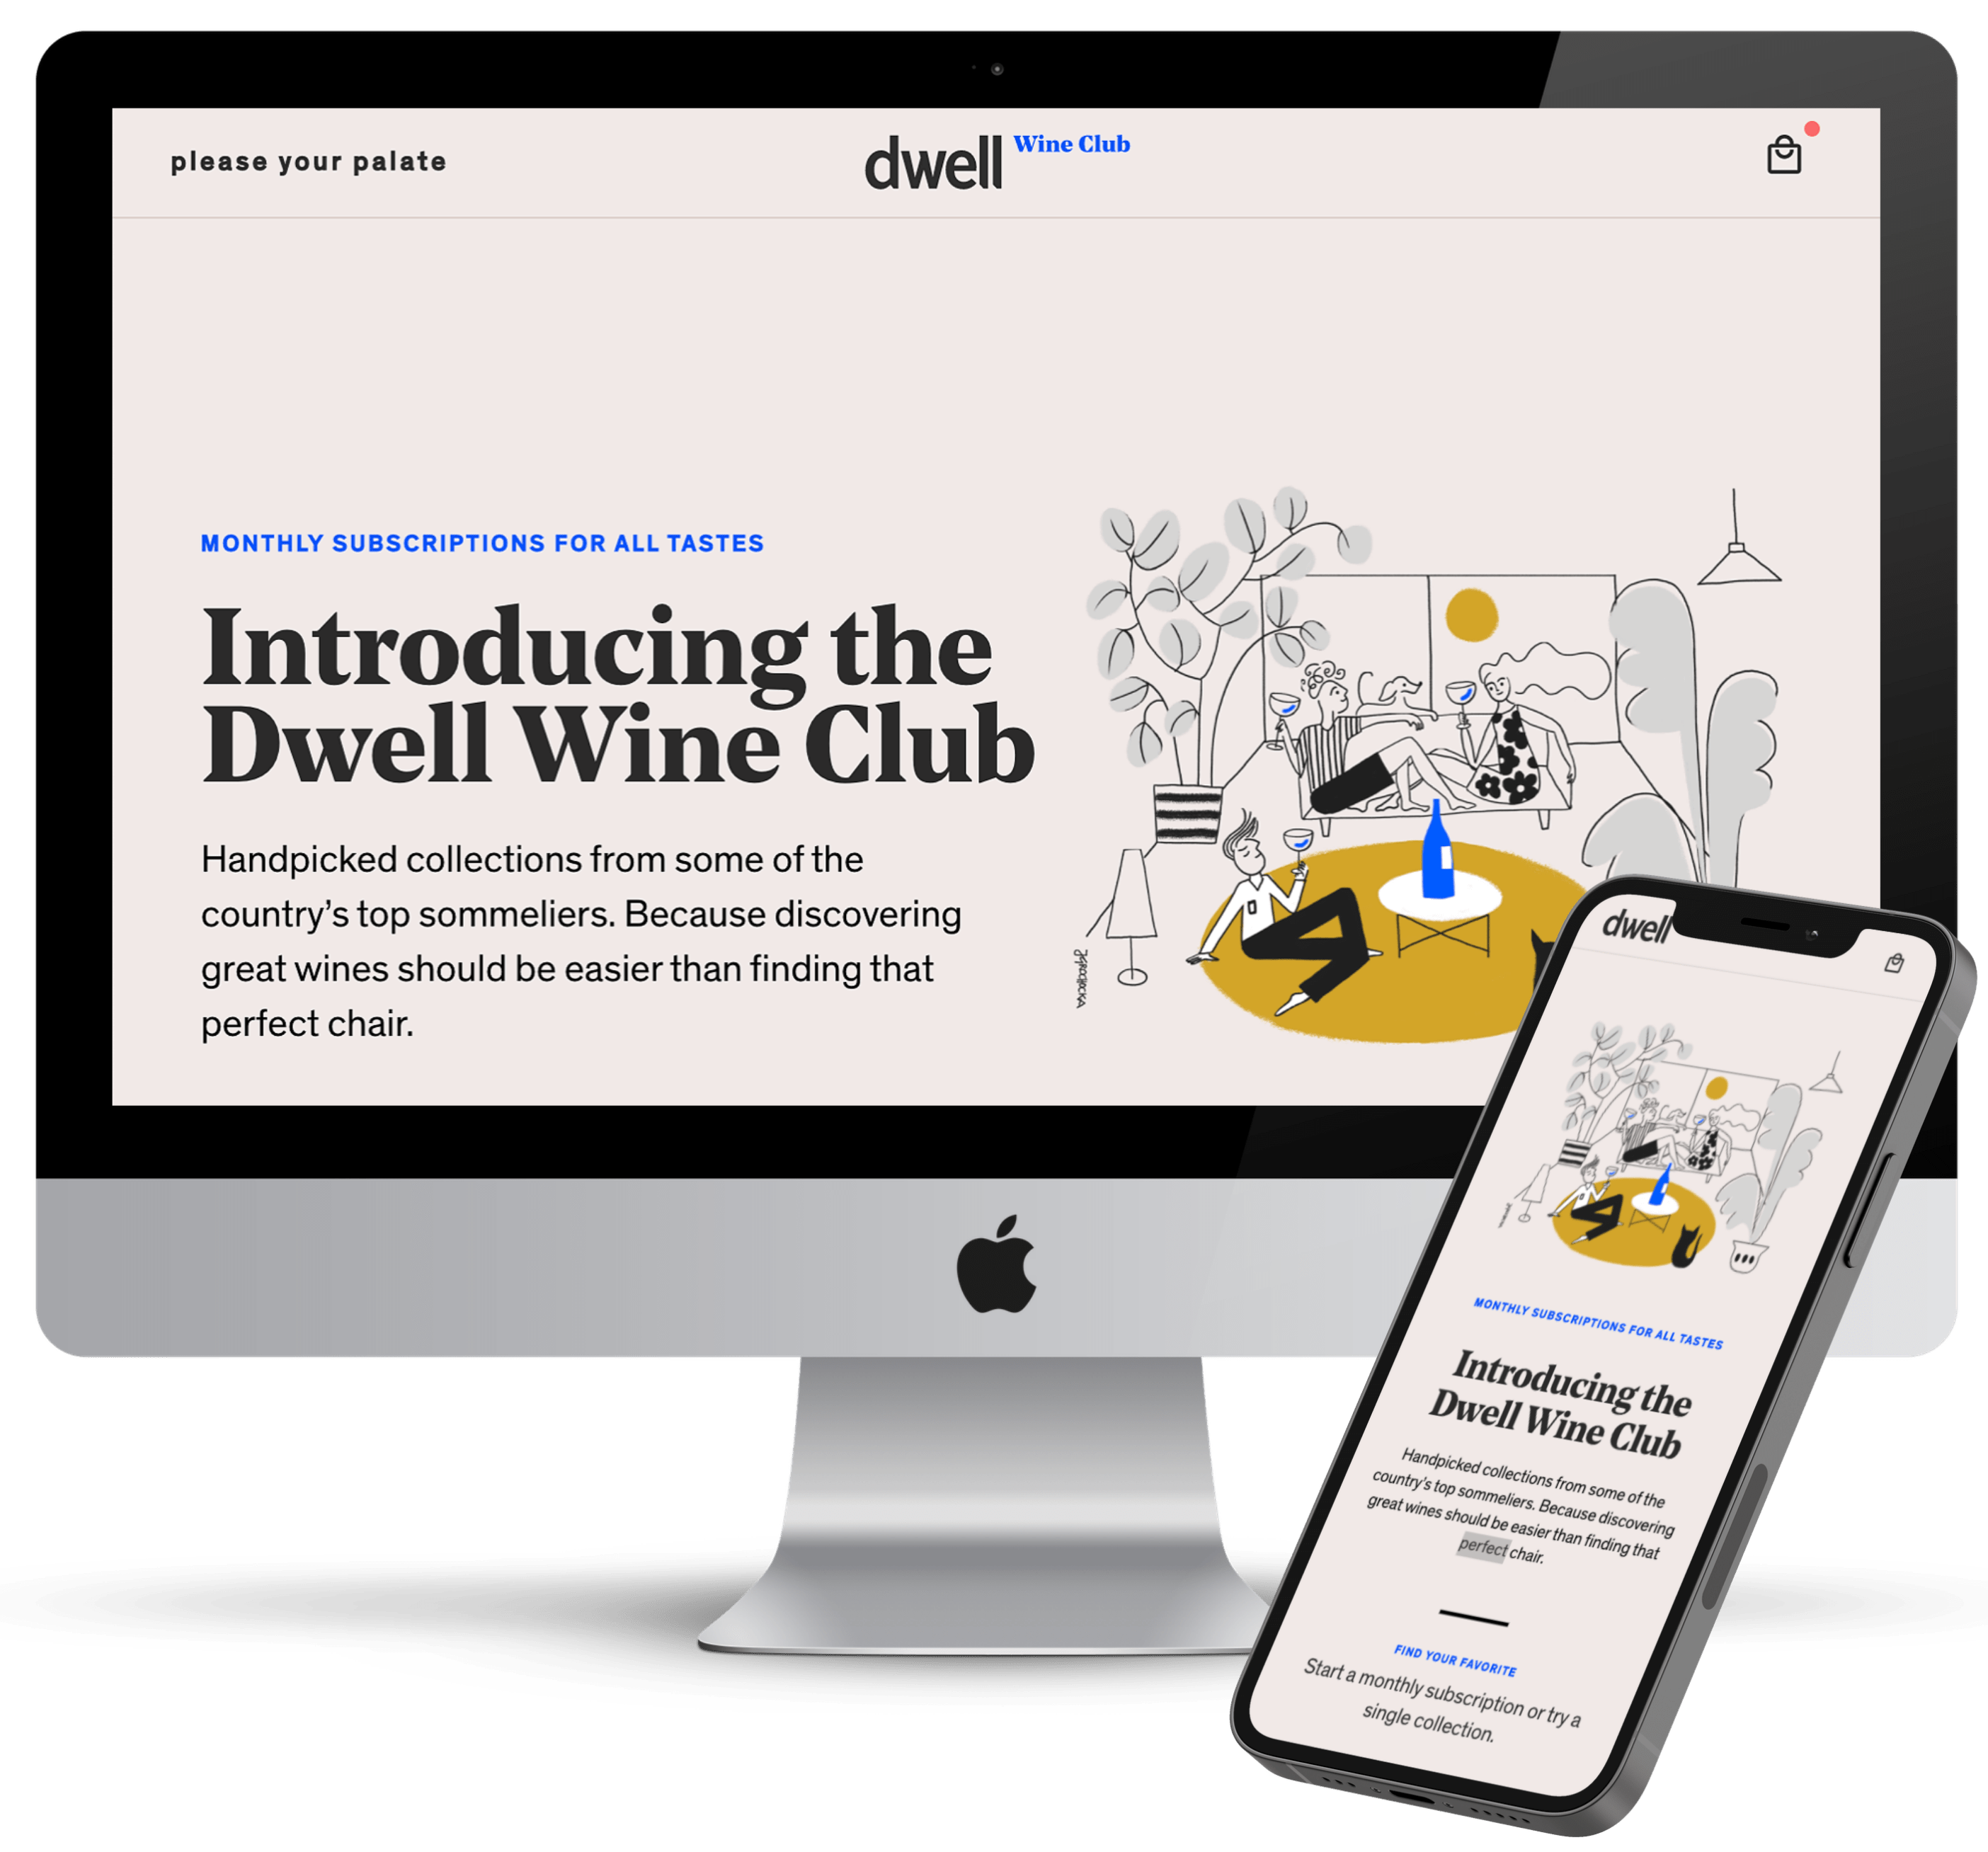 please your palate
dwell Wine Club
MONTHLY SUBSCRIPTIONS FOR ALL TASTES
Introducing the
Dwell Wine Club
Handpicked collections from some of the
country’s top sommeliers. Because discovering
great wines should be easier than finding that
perfect chair.
dwell
MONTHLY SUBSCRIPTIONS FOR ALL TASTES
Introducing the
Dwell Wine Club
Handpicked collections from some of the
country’s top sommeliers. Because discovering
great wines should be easier than finding that
perfect chair.
FIND YOUR FAVORITE
Start a monthly subscription or try a
single collection.